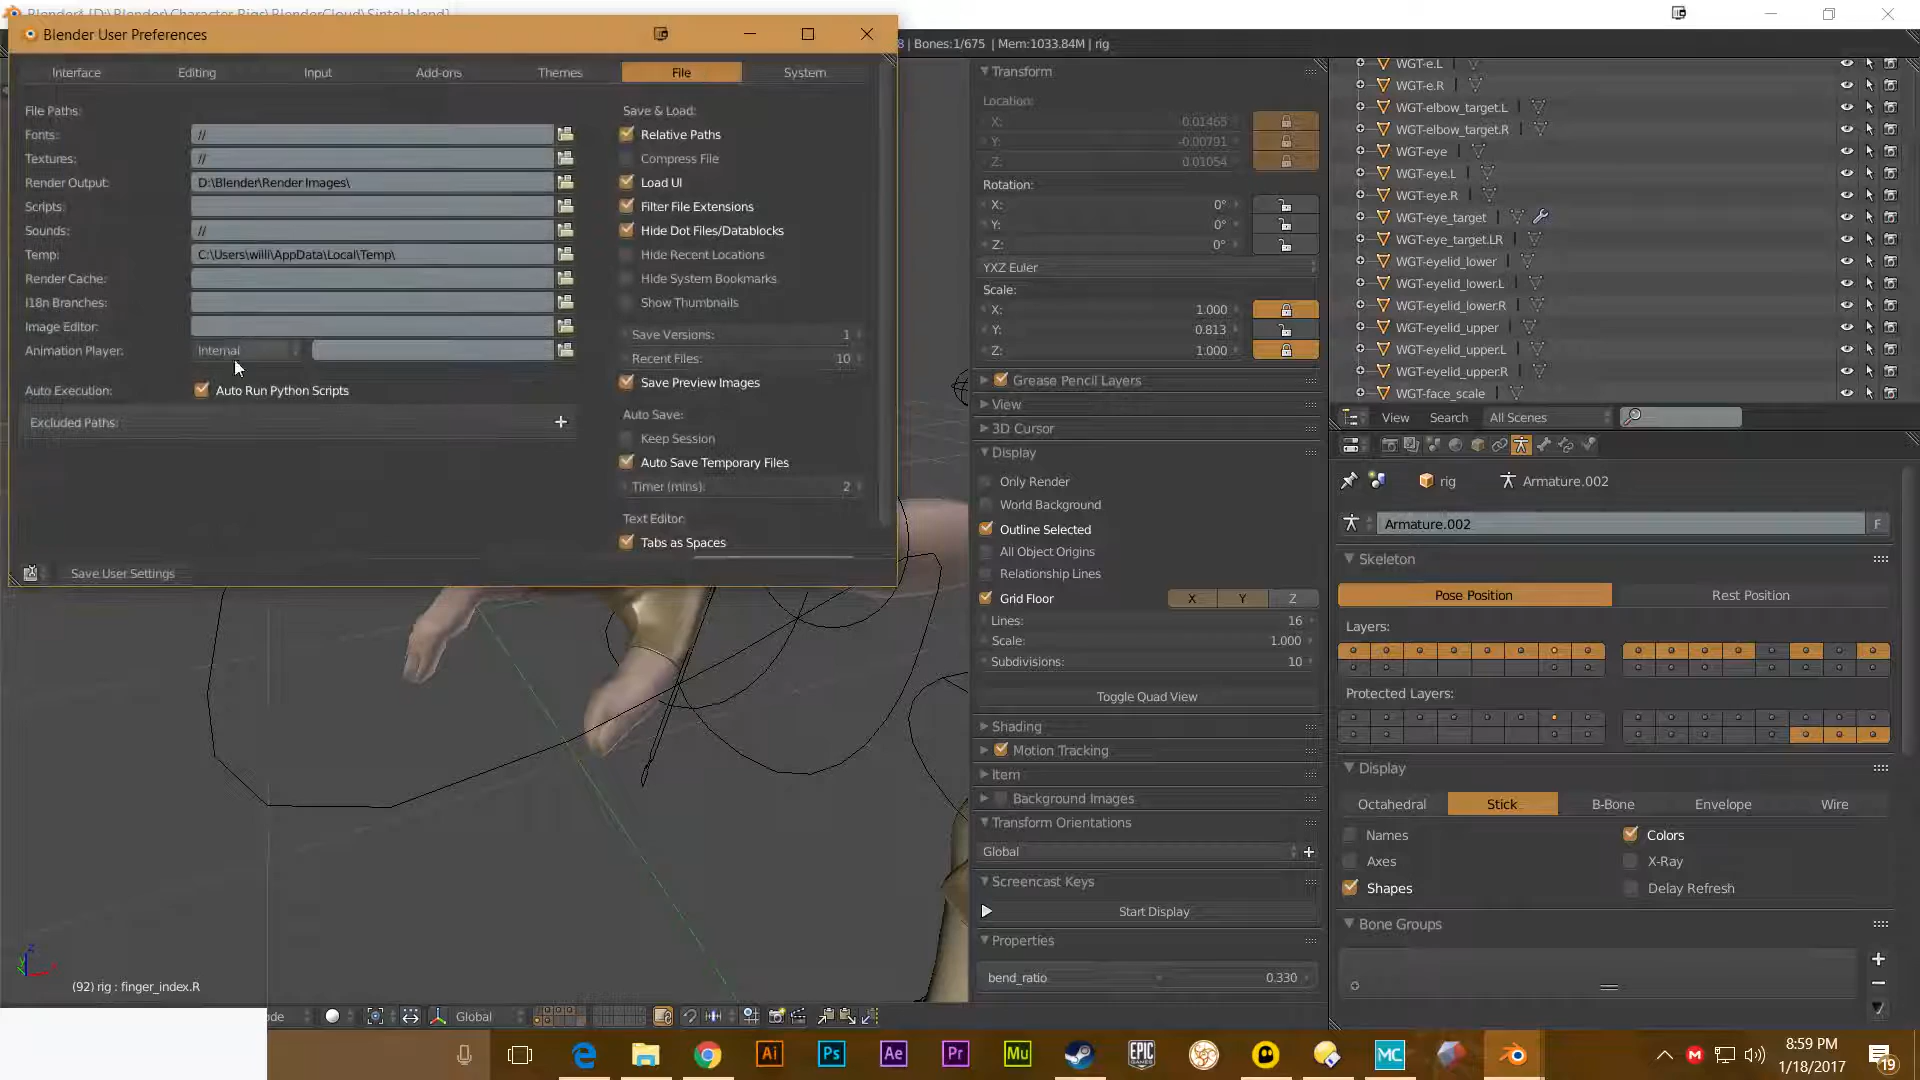 Blender* [D:\Blender\Character Rigs\BlenderCloud\Sintel.blend]
Blender User Preferences
8 | Bones:1/675 | Mem:1033.84M | rig
Interface
Editing
Input
Add-ons
Themes
File
System
File Paths:
Fonts:
//
Textures:
//
Render Output:
D:\Blender\Render Images\
Scripts:
Sounds:
//
Temp:
C:\Users\willi\AppData\Local\Temp\
Render Cache:
I18n Branches:
Image Editor:
Animation Player:
Internal
Auto Execution:
Auto Run Python Scripts
Excluded Paths:
Save & Load:
Relative Paths
Compress File
Load UI
Filter File Extensions
Hide Dot Files/Datablocks
Hide Recent Locations
Hide System Bookmarks
Show Thumbnails
Save Versions: 1
Recent Files: 10
Save Preview Images
Auto Save:
Keep Session
Auto Save Temporary Files
Timer (mins): 2
Text Editor:
Tabs as Spaces
Save User Settings
Transform
Location:
X: 0.01465
Y: -0.00791
Z: 0.01054
Rotation:
X: 0°
Y: 0°
Z: 0°
YXZ Euler
Scale:
X: 1.000
Y: 0.813
Z: 1.000
Grease Pencil Layers
View
3D Cursor
Display
Only Render
World Background
Outline Selected
All Object Origins
Relationship Lines
Grid Floor
X
Y
Z
Lines: 16
Scale: 1.000
Subdivisions: 10
Toggle Quad View
Shading
Motion Tracking
Item
Background Images
Transform Orientations
Global
Screencast Keys
Start Display
Properties
bend_ratio 0.330
WGT-e.L
WGT-e.R
WGT-elbow_target.L
WGT-elbow_target.R
WGT-eye
WGT-eye.L
WGT-eye.R
WGT-eye_target
WGT-eye_target.LR
WGT-eyelid_lower
WGT-eyelid_lower.L
WGT-eyelid_lower.R
WGT-eyelid_upper
WGT-eyelid_upper.L
WGT-eyelid_upper.R
WGT-face_scale
View
Search
All Scenes
rig
Armature.002
Armature.002
F
Skeleton
Pose Position
Rest Position
Layers:
Protected Layers:
Display
Octahedral
Stick
B-Bone
Envelope
Wire
Names
Colors
Axes
X-Ray
Shapes
Delay Refresh
Bone Groups
z
(92) rig : finger_index.R
de
Global
Ai
Ps
Ae
Pr
Mu
EPIC GAMES
MC
M
8:59 PM
1/18/2017
19